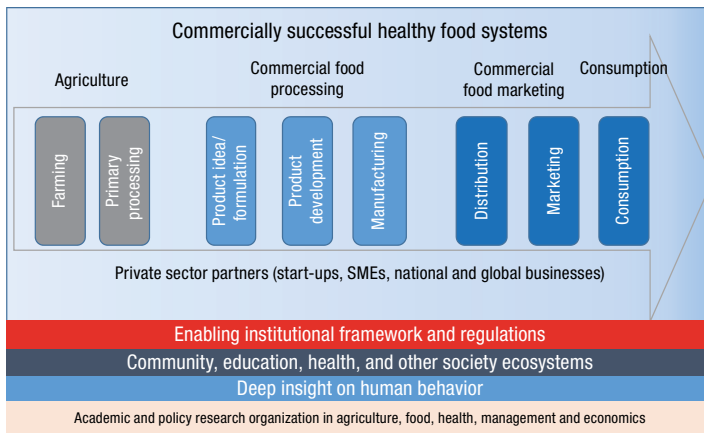 Commercially successful healthy food systems
Agriculture
Commercial food
processing
Commercial
food marketing
Consumption
Farming
Primary
processing
Product idea/
formulation
Product
development
Manufacturing
Distribution
Marketing
Consumption
Private sector partners (start-ups, SMEs, national and global businesses)
Enabling institutional framework and regulations
Community, education, health, and other society ecosystems
Deep insight on human behavior
Academic and policy research organization in agriculture, food, health, management and economics